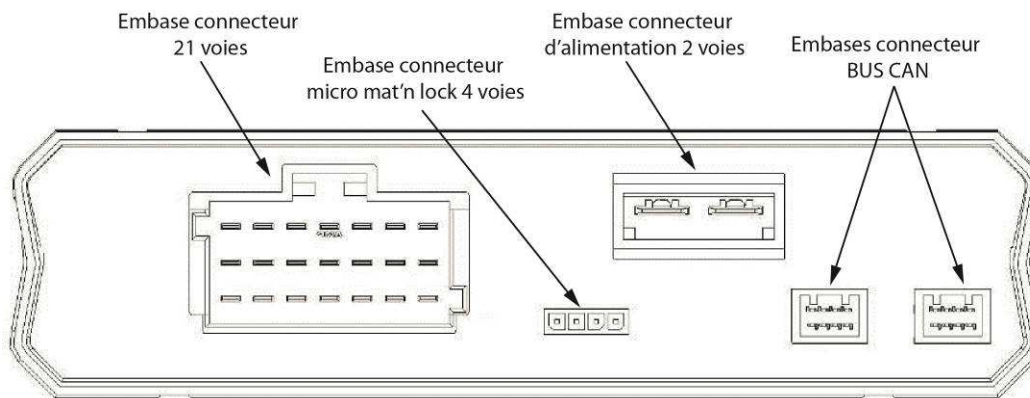 Embase connecteur
21 voies
Embase connecteur
micro mat'n lock 4 voies
Embase connecteur
d'alimentation 2 voies
Embases connecteur
BUS CAN